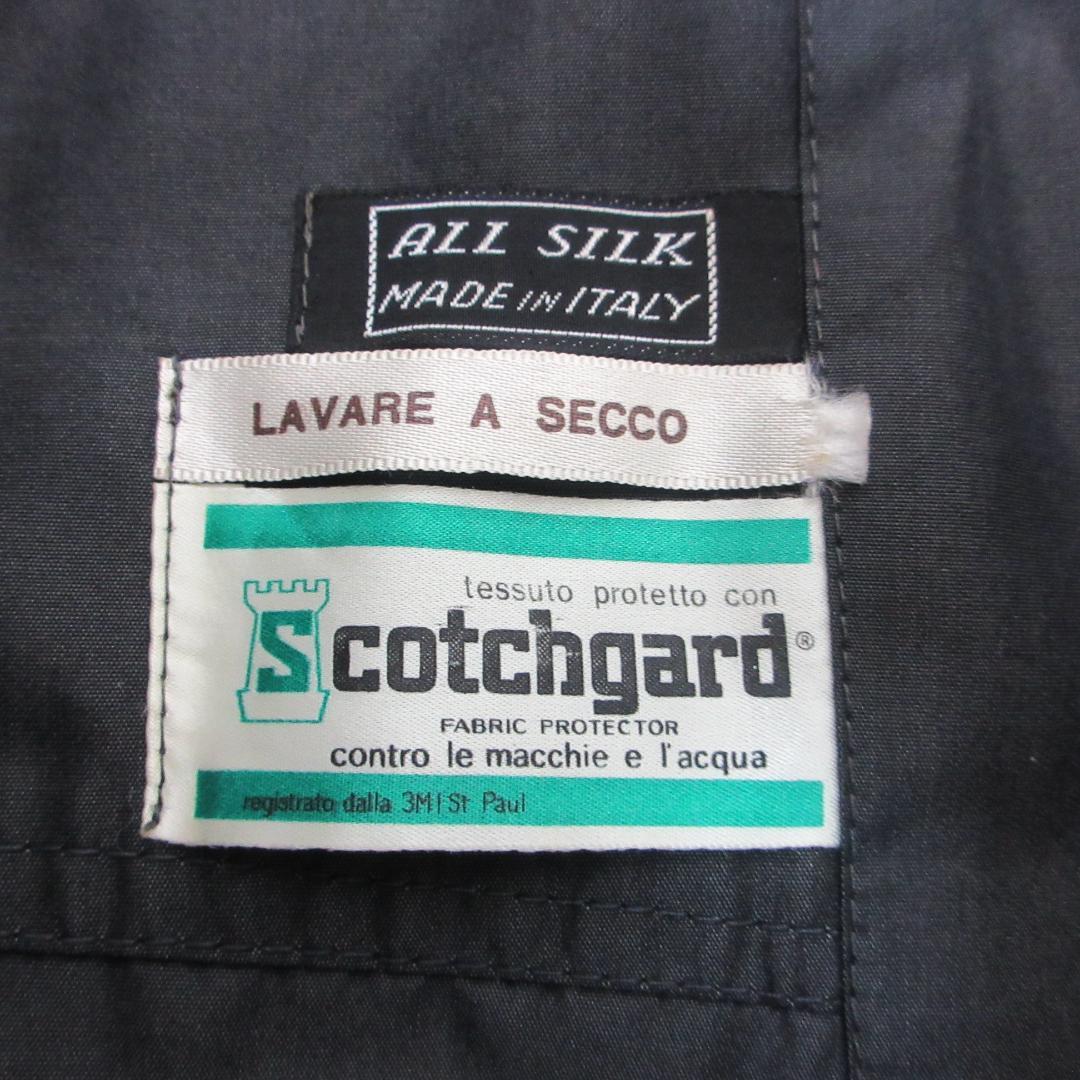 ALL SILK
MADE IN ITALY
LAVARE A SECCO
tessuto protetto con
Scotchgard®
FABRIC PROTECTOR
contro le macchie e l'acqua
registrato dalla 3M|St Paul